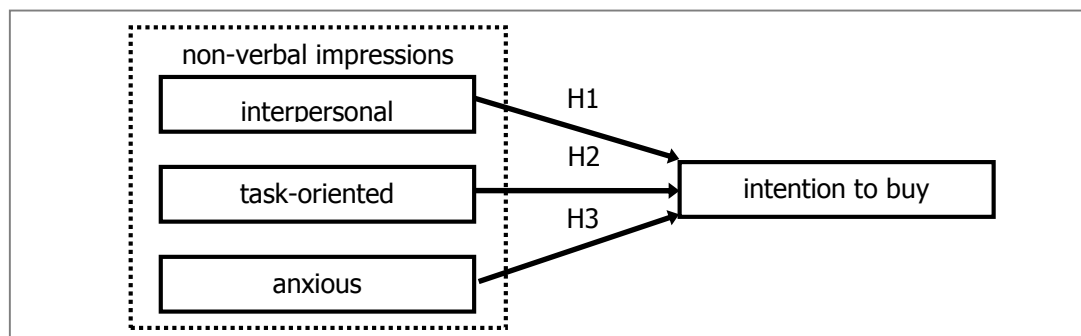 non-verbal impressions
interpersonal
H1
H2
task-oriented
intention to buy
H3
anxious